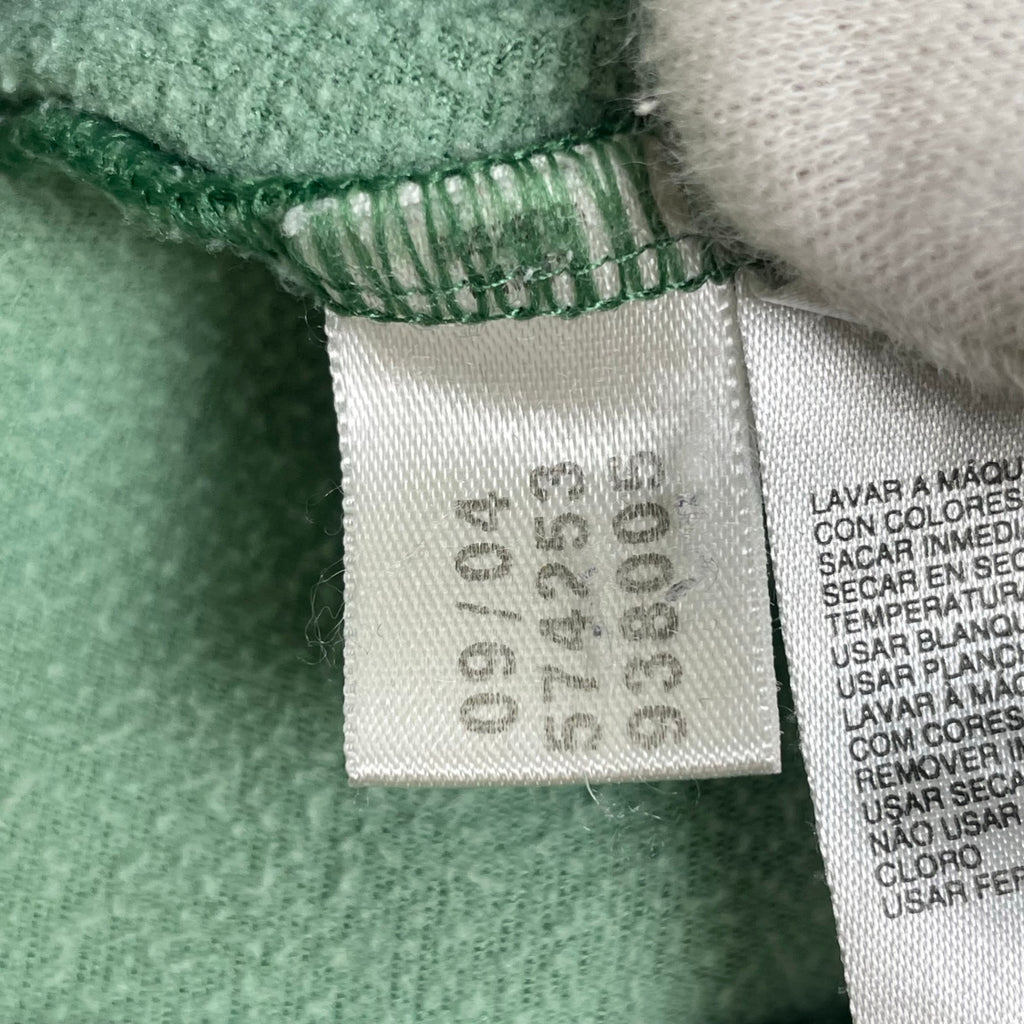 09/04
574253
938005
LAVAR A MÁQU
CON COLORES
SACAR INMEDI
SECAR EN SEC
TEMPERATURA
USAR BLANQU
USAR PLANCH
LAVAR À MÁQ
COM CORES
REMOVER IM
USAR SECA
NÃO USAR
CLORO
USAR FER